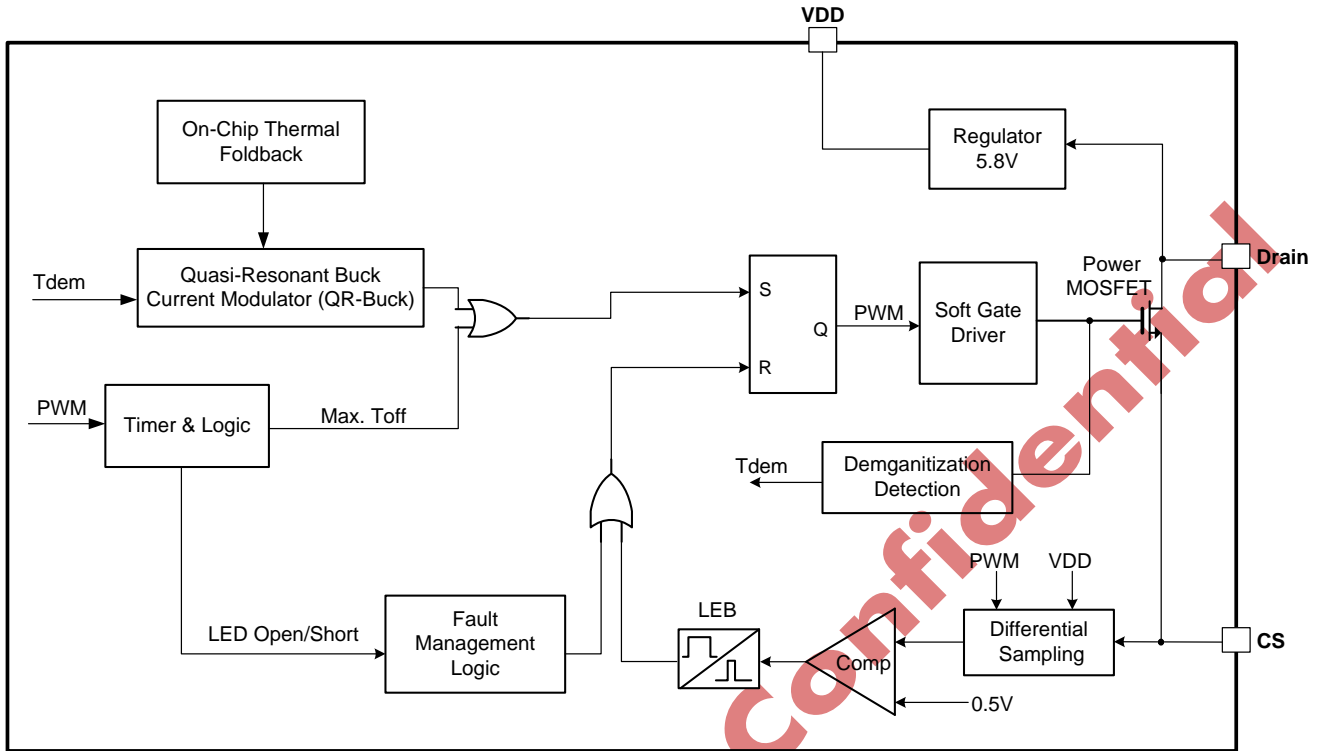 VDD
On-Chip Thermal
Foldback
Regulator
5.8V
Drain
Power
MOSFET
Tdem
Quasi-Resonant Buck
Current Modulator (QR-Buck)
S
Q
R
PWM
Soft Gate
Driver
PWM
Timer & Logic
Max. Toff
Tdem
Demganitization
Detection
PWM
VDD
LED Open/Short
Fault
Management
Logic
LEB
Comp
Differential
Sampling
CS
0.5V
Confidential